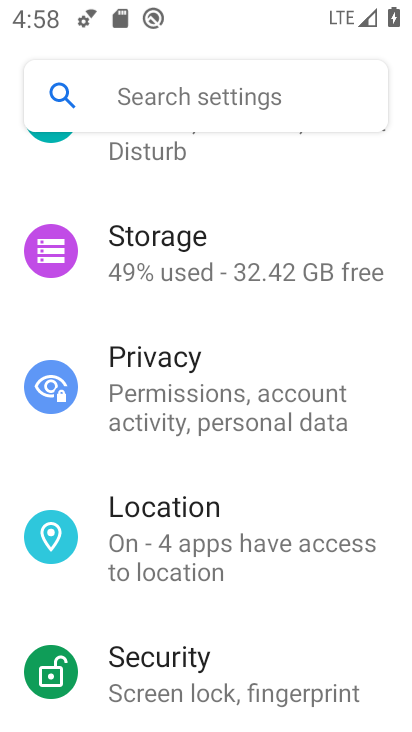 4:58
LTE
Search settings
Disturb
Storage
49% used - 32.42 GB free
Privacy
Permissions, account
activity, personal data
Location
On - 4 apps have access
to location
Security
Screen lock, fingerprint